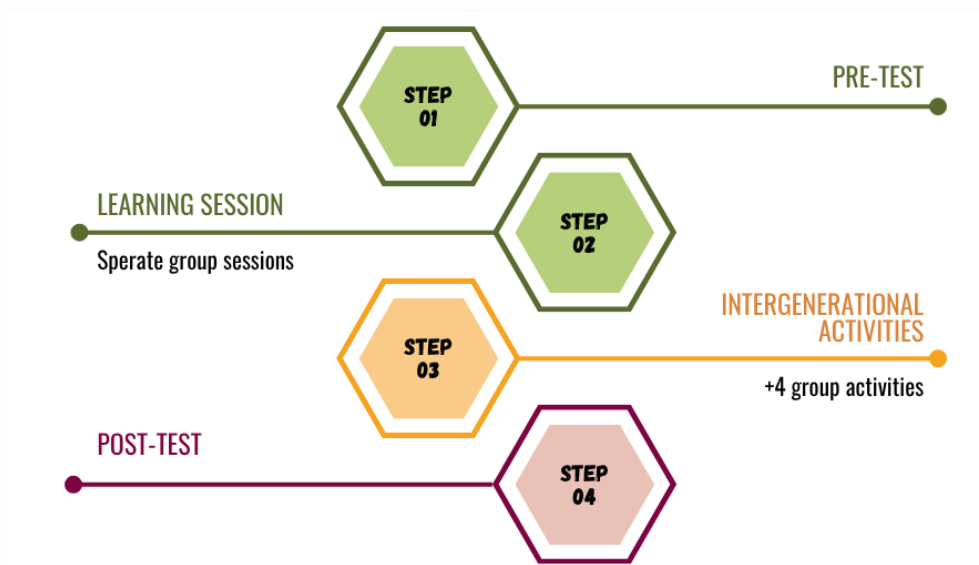 STEP
01
PRE-TEST
LEARNING SESSION
Sperate group sessions
STEP
02
STEP
03
INTERGENERATIONAL
ACTIVITIES
+4 group activities
POST-TEST
STEP
04